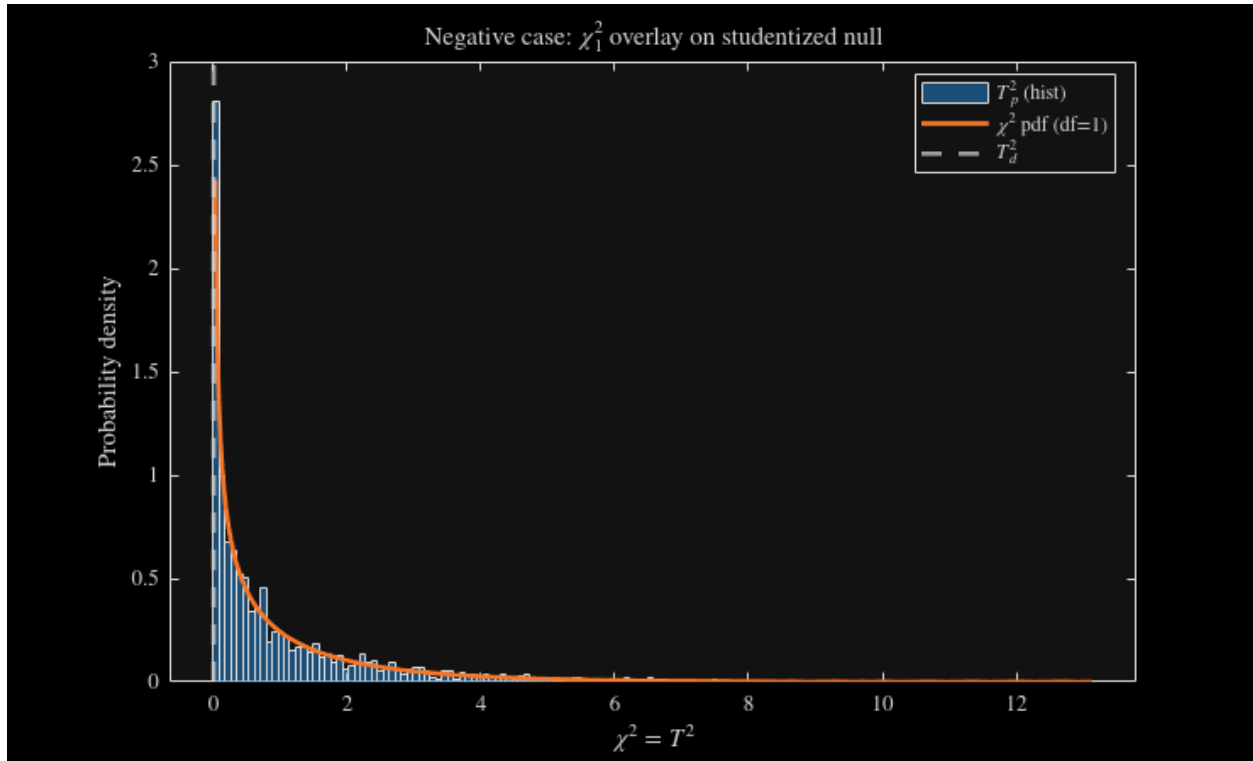 Negative case: χ₁² overlay on studentized null
3
2.5
2
1.5
1
0.5
0
Probability density
T_p² (hist)
χ² pdf (df=1)
T_d²
0 2 4 6 8 10 12
χ² = T²